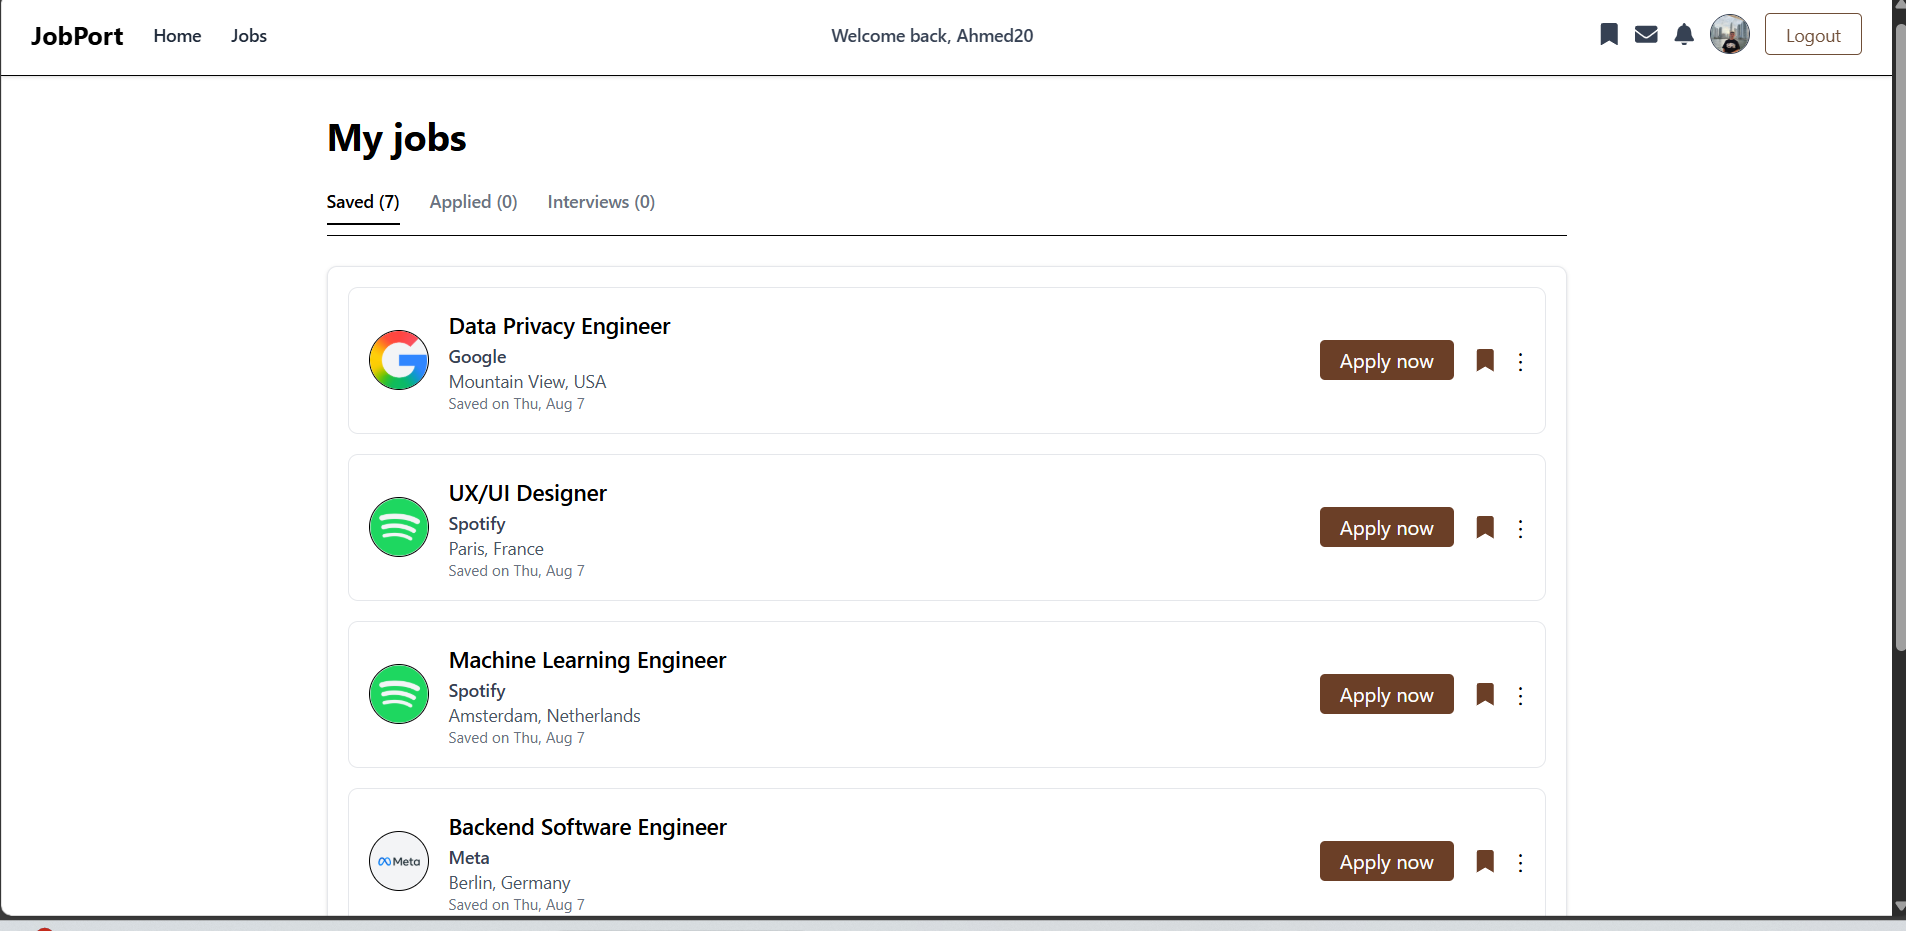 JobPort Home Jobs Welcome back, Ahmed20 Logout
My jobs
Saved (7) Applied (0) Interviews (0)
Data Privacy Engineer
Google
Mountain View, USA
Saved on Thu, Aug 7
Apply now
UX/UI Designer
Spotify
Paris, France
Saved on Thu, Aug 7
Apply now
Machine Learning Engineer
Spotify
Amsterdam, Netherlands
Saved on Thu, Aug 7
Apply now
Meta
Backend Software Engineer
Meta
Berlin, Germany
Saved on Thu, Aug 7
Apply now